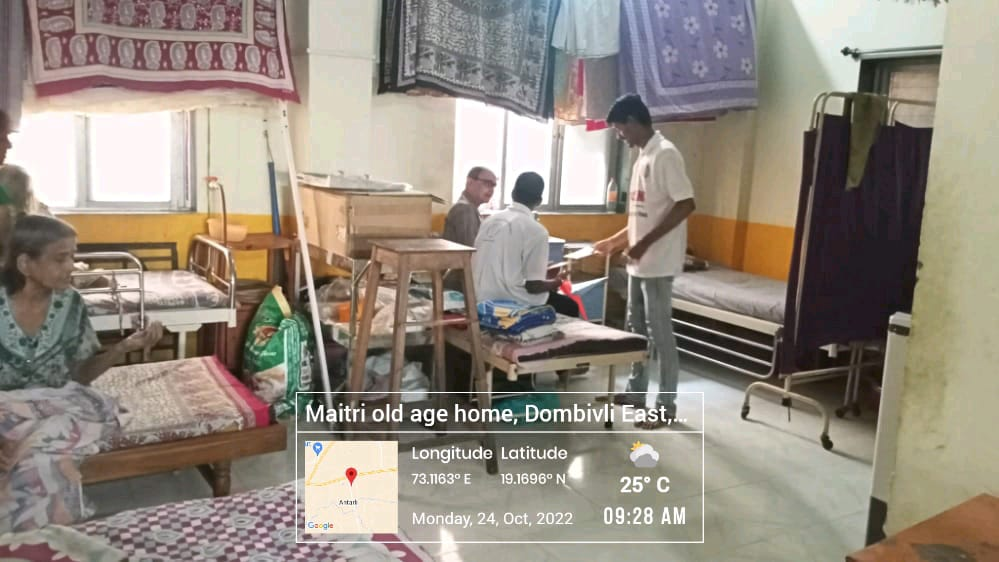 Maitri old age home, Dombivli East,...
Longitude Latitude
73.1163° E 19.1696° N
25° C
Monday, 24, Oct, 2022
09:28 AM
Antarli
Google